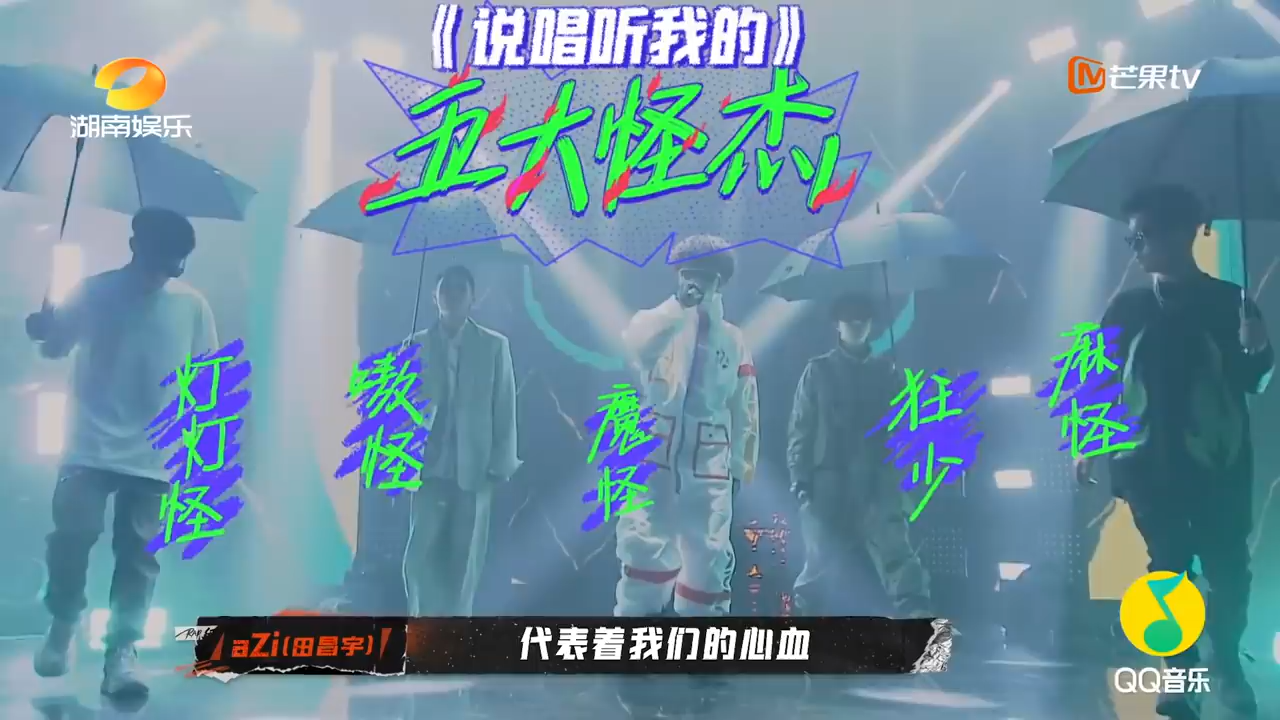 《说唱听我的》
五大怪杰
湖南娱乐
芒果tv
灯灯怪
嗷怪
魔怪
狂少
麻怪
aZi(田昌宇)
代表着我们的心血
QQ音乐